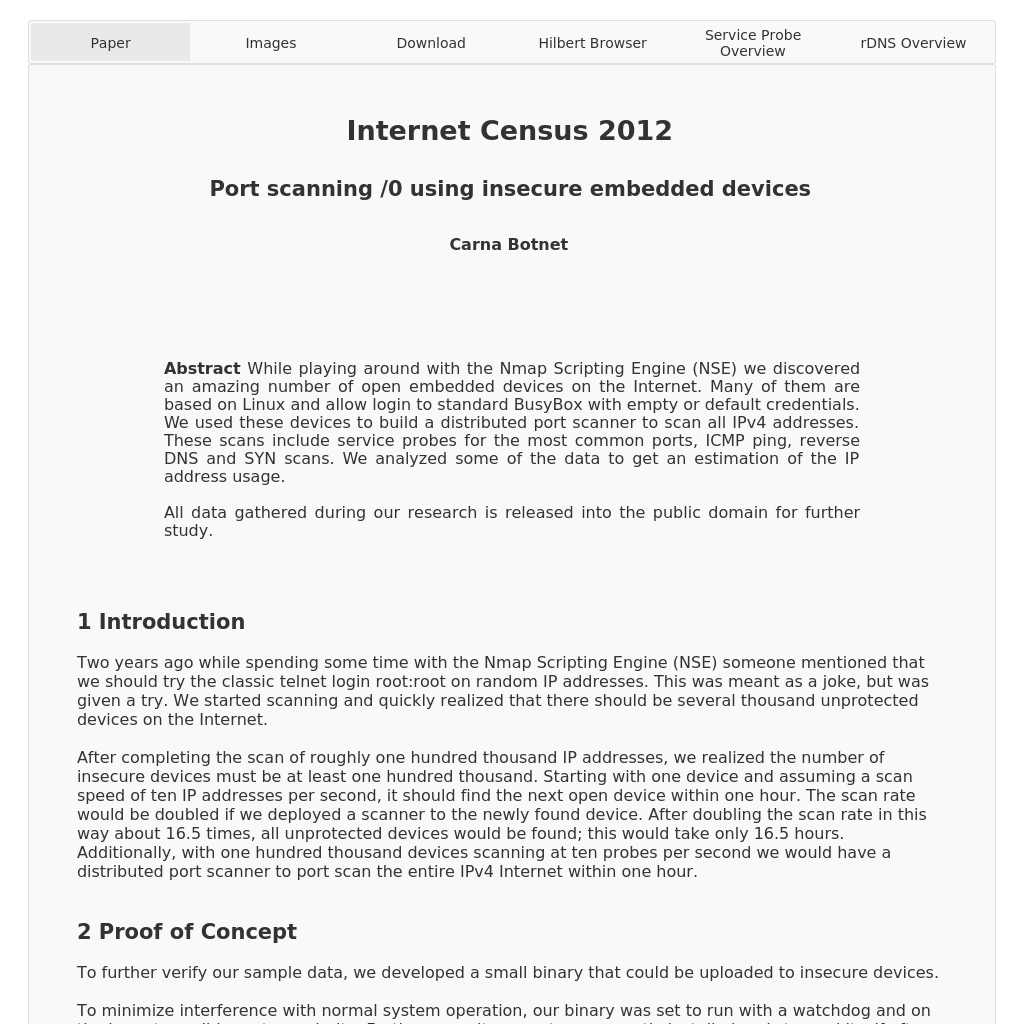 Paper
Images
Download
Hilbert Browser
Service Probe
Overview
rDNS Overview
Internet Census 2012
Port scanning /0 using insecure embedded devices
Carna Botnet
Abstract While playing around with the Nmap Scripting Engine (NSE) we discovered
an amazing number of open embedded devices on the Internet. Many of them are
based on Linux and allow login to standard BusyBox with empty or default credentials.
We used these devices to build a distributed port scanner to scan all IPv4 addresses.
These scans include service probes for the most common ports, ICMP ping, reverse
DNS and SYN scans. We analyzed some of the data to get an estimation of the IP
address usage.
All data gathered during our research is released into the public domain for further
study.
1 Introduction
Two years ago while spending some time with the Nmap Scripting Engine (NSE) someone mentioned that
we should try the classic telnet login root:root on random IP addresses. This was meant as a joke, but was
given a try. We started scanning and quickly realized that there should be several thousand unprotected
devices on the Internet.
After completing the scan of roughly one hundred thousand IP addresses, we realized the number of
insecure devices must be at least one hundred thousand. Starting with one device and assuming a scan
speed of ten IP addresses per second, it should find the next open device within one hour. The scan rate
would be doubled if we deployed a scanner to the newly found device. After doubling the scan rate in this
way about 16.5 times, all unprotected devices would be found; this would take only 16.5 hours.
Additionally, with one hundred thousand devices scanning at ten probes per second we would have a
distributed port scanner to port scan the entire IPv4 Internet within one hour.
2 Proof of Concept
To further verify our sample data, we developed a small binary that could be uploaded to insecure devices.
To minimize interference with normal system operation, our binary was set to run with a watchdog and on